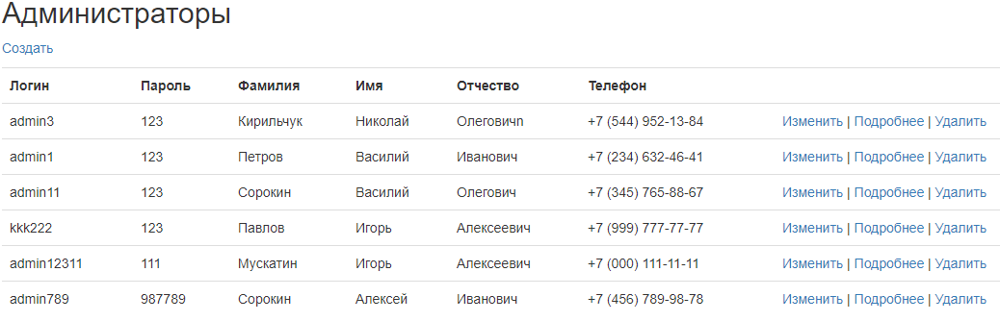 Администраторы
Создать
Логин Пароль Фамилия Имя Отчество Телефон
admin3 123 Кирильчук Николай Олеговичn +7 (544) 952-13-84 Изменить | Подробнее | Удалить
admin1 123 Петров Василий Иванович +7 (234) 632-46-41 Изменить | Подробнее | Удалить
admin11 123 Сорокин Василий Олегович +7 (345) 765-88-67 Изменить | Подробнее | Удалить
kkk222 123 Павлов Игорь Алексеевич +7 (999) 777-77-77 Изменить | Подробнее | Удалить
admin12311 111 Мускатин Игорь Алексеевич +7 (000) 111-11-11 Изменить | Подробнее | Удалить
admin789 987789 Сорокин Алексей Иванович +7 (456) 789-98-78 Изменить | Подробнее | Удалить